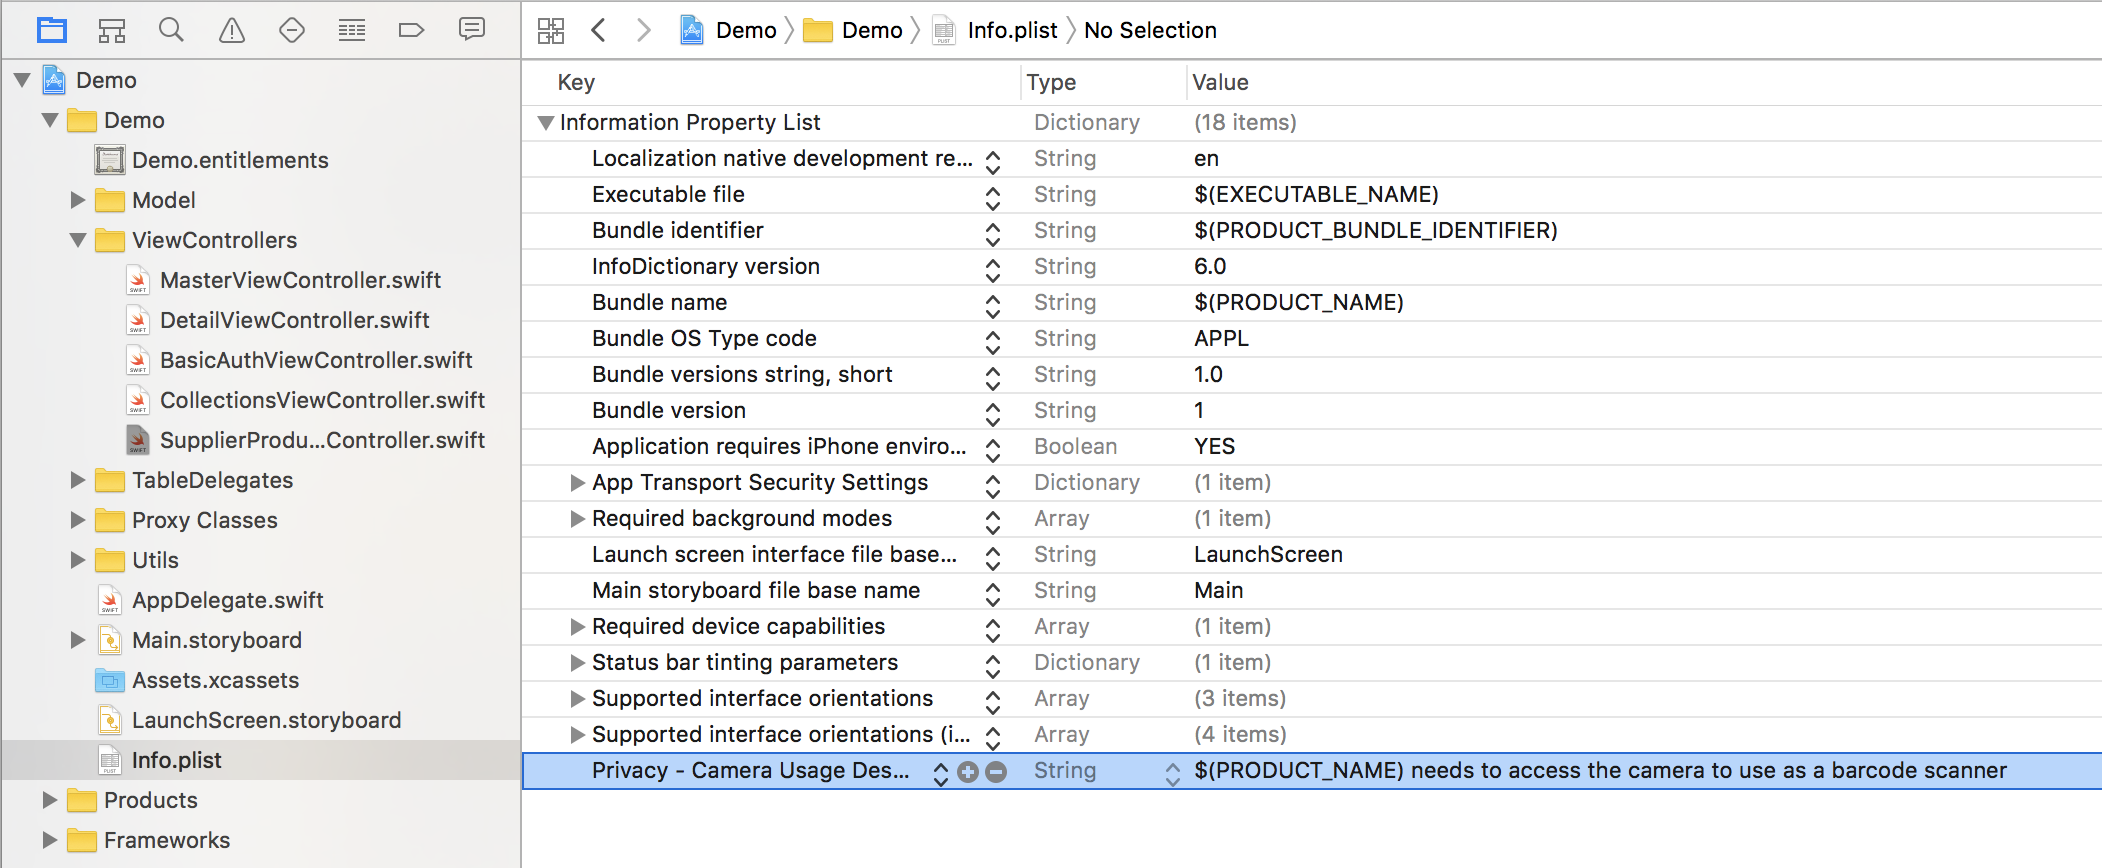 Demo
Demo
Info.plist
No Selection
Demo
Demo
Demo.entitlements
Model
ViewControllers
MasterViewController.swift
DetailViewController.swift
BasicAuthViewController.swift
CollectionsViewController.swift
SupplierProdu...Controller.swift
TableDelegates
Proxy Classes
Utils
AppDelegate.swift
Main.storyboard
Assets.xcassets
LaunchScreen.storyboard
Info.plist
Products
Frameworks
Key Type Value
Information Property List Dictionary (18 items)
Localization native development re... String en
Executable file String $(EXECUTABLE_NAME)
Bundle identifier String $(PRODUCT_BUNDLE_IDENTIFIER)
InfoDictionary version String 6.0
Bundle name String $(PRODUCT_NAME)
Bundle OS Type code String APPL
Bundle versions string, short String 1.0
Bundle version String 1
Application requires iPhone enviro... Boolean YES
App Transport Security Settings Dictionary (1 item)
Required background modes Array (1 item)
Launch screen interface file base... String LaunchScreen
Main storyboard file base name String Main
Required device capabilities Array (1 item)
Status bar tinting parameters Dictionary (1 item)
Supported interface orientations Array (3 items)
Supported interface orientations (i... Array (4 items)
Privacy - Camera Usage Des... String $(PRODUCT_NAME) needs to access the camera to use as a barcode scanner